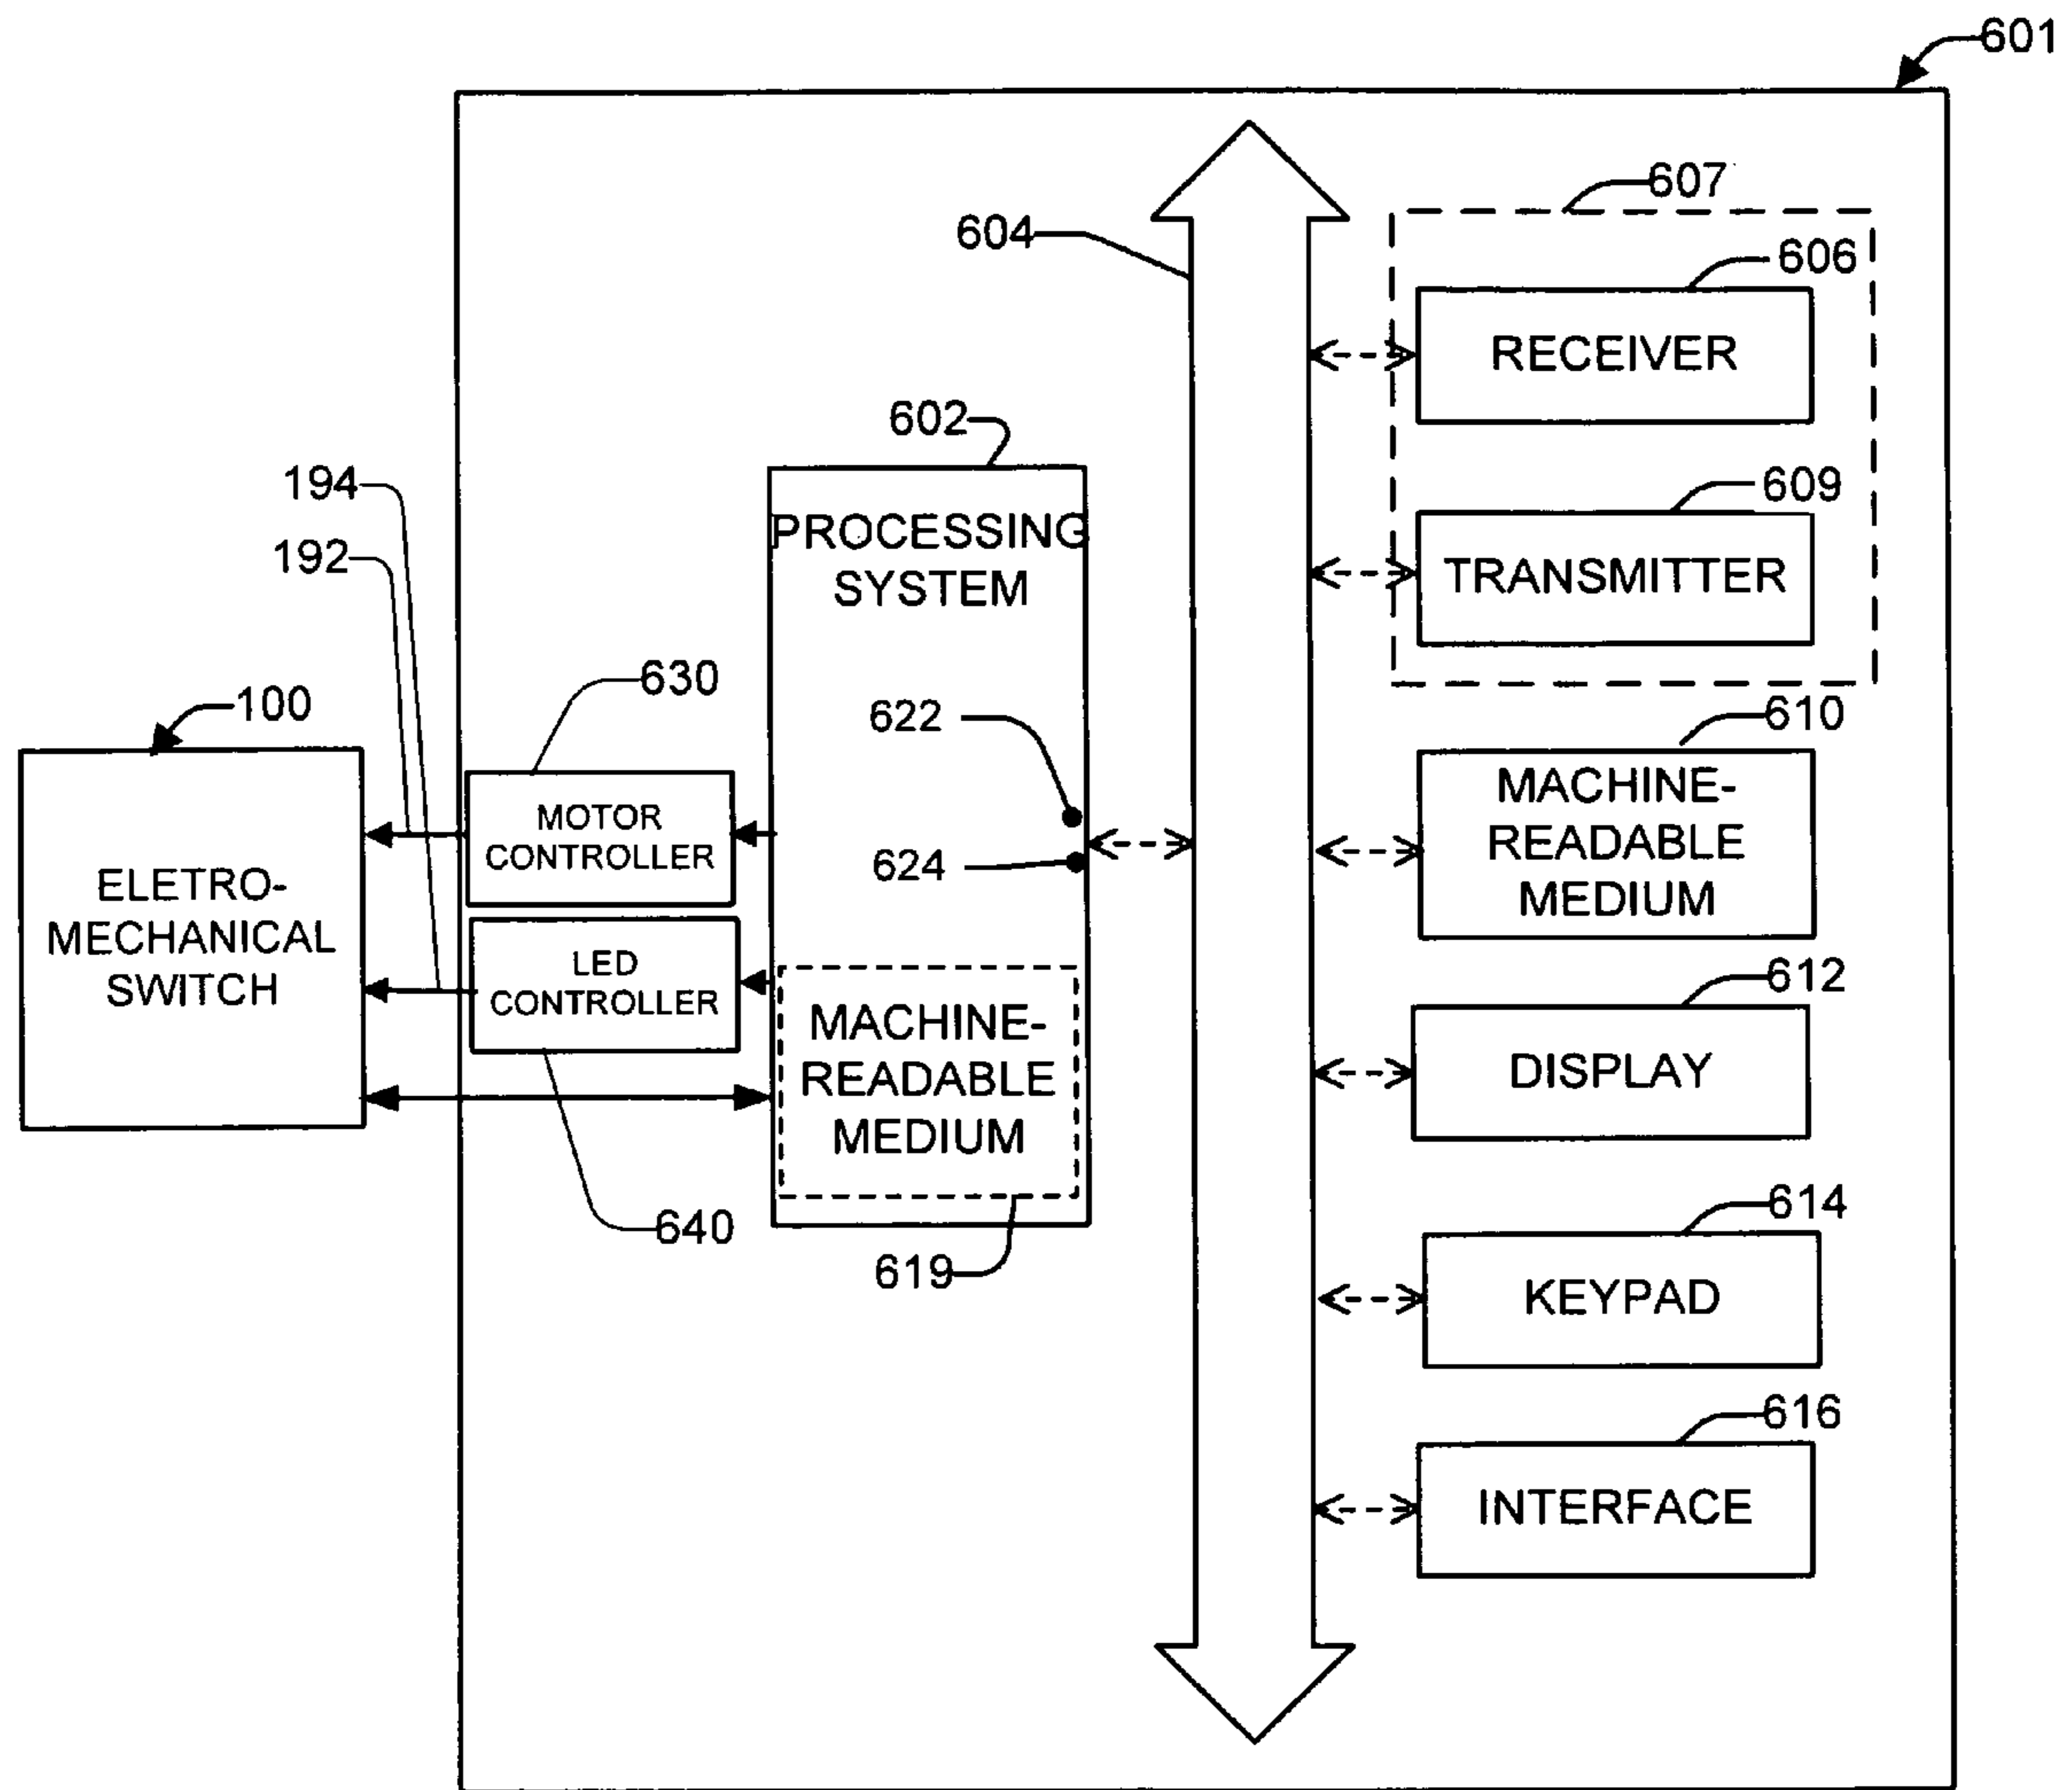 601
607
604
606
RECEIVER
602
194
609
PROCESSING
SYSTEM
192
TRANSMITTER
630
100
622
610
MOTOR
CONTROLLER
MACHINE-
READABLE
MEDIUM
624
ELETRO-
MECHANICAL
SWITCH
LED
CONTROLLER
612
MACHINE-
READABLE
MEDIUM
DISPLAY
640
614
619
KEYPAD
616
INTERFACE